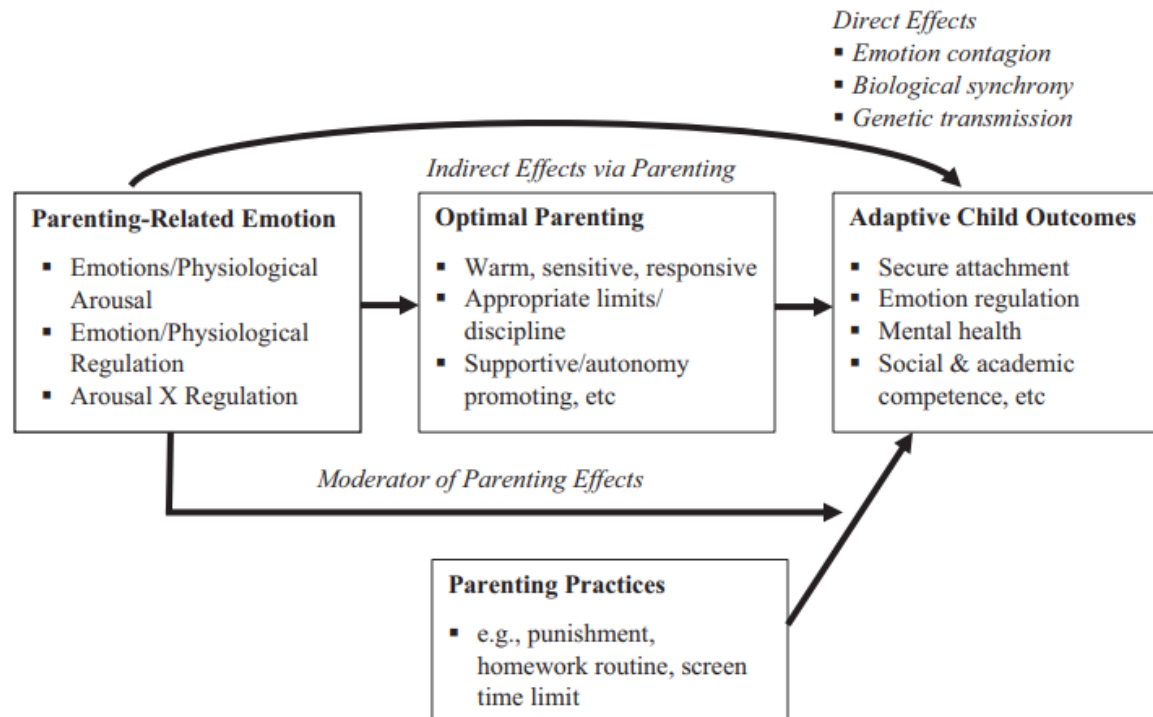 Direct Effects
▪ Emotion contagion
▪ Biological synchrony
▪ Genetic transmission
Indirect Effects via Parenting
Parenting-Related Emotion
▪ Emotions/Physiological
Arousal
▪ Emotion/Physiological
Regulation
▪ Arousal X Regulation
Optimal Parenting
▪ Warm, sensitive, responsive
▪ Appropriate limits/
discipline
▪ Supportive/autonomy
promoting, etc
Adaptive Child Outcomes
▪ Secure attachment
▪ Emotion regulation
▪ Mental health
▪ Social & academic
competence, etc
Moderator of Parenting Effects
Parenting Practices
▪ e.g., punishment,
homework routine, screen
time limit